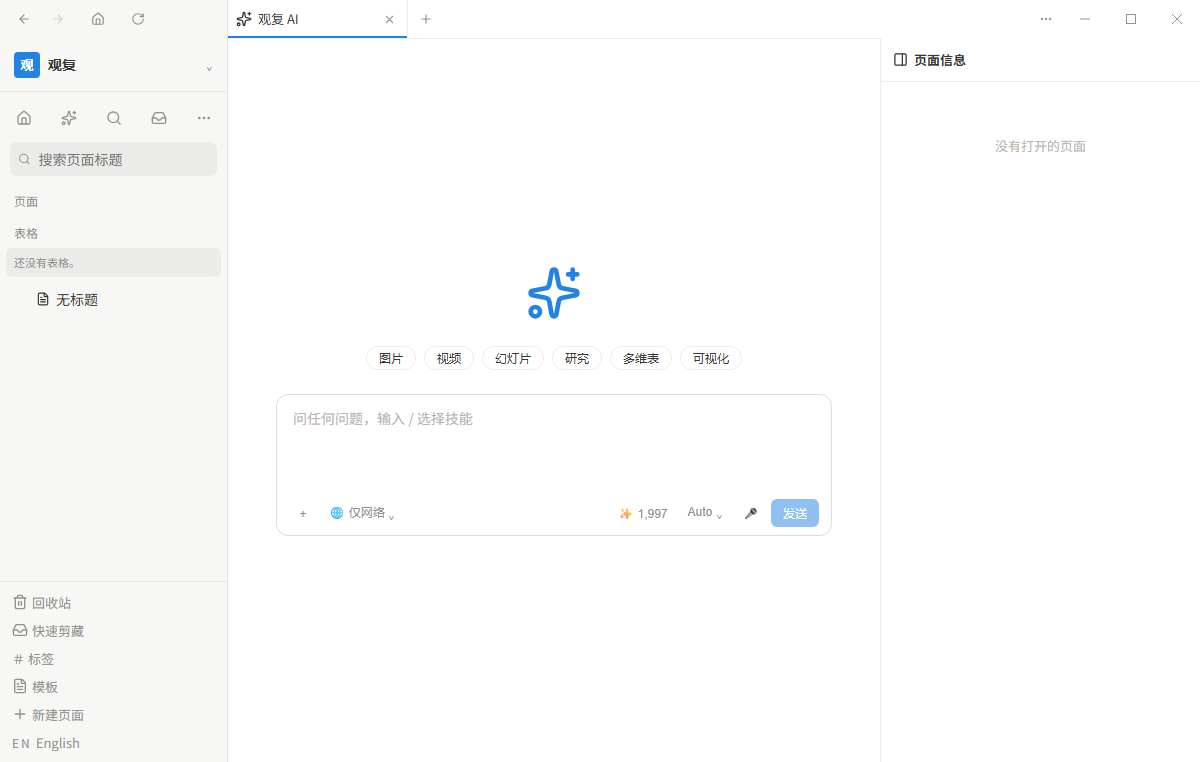 观复 AI
观 观复
搜索页面标题
页面
表格
还没有表格。
无标题
回收站
快速剪藏
# 标签
模板
新建页面
EN English
图片 视频 幻灯片 研究 多维表 可视化
问任何问题，输入 / 选择技能
+ 仅网络 1,997 Auto 发送
页面信息
没有打开的页面